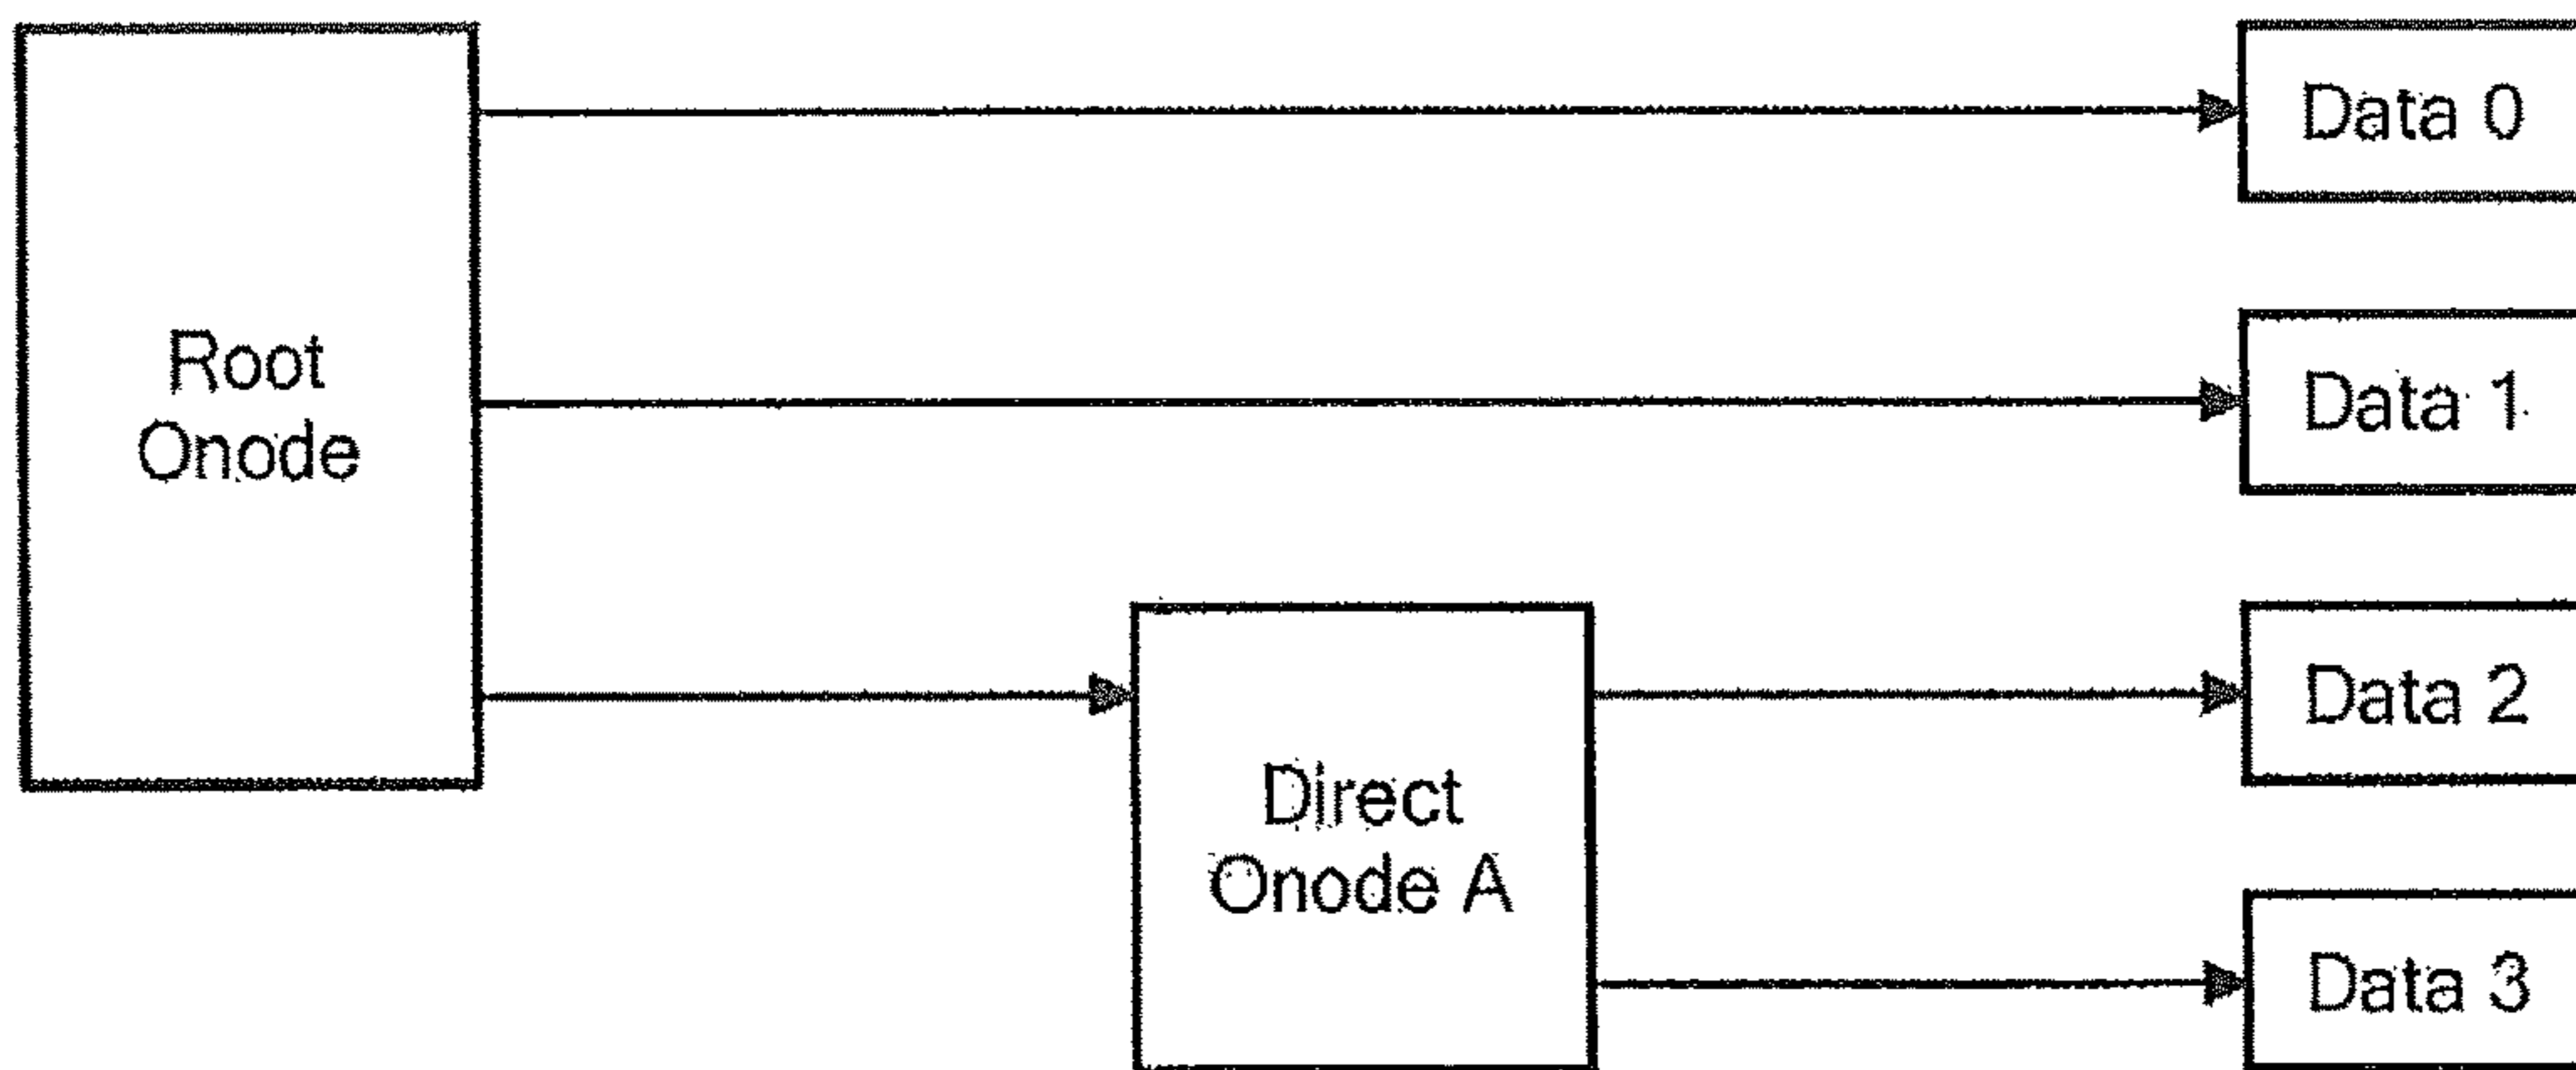 Root
Onode
Data 0
Data 1
Direct
Onode A
Data 2
Data 3